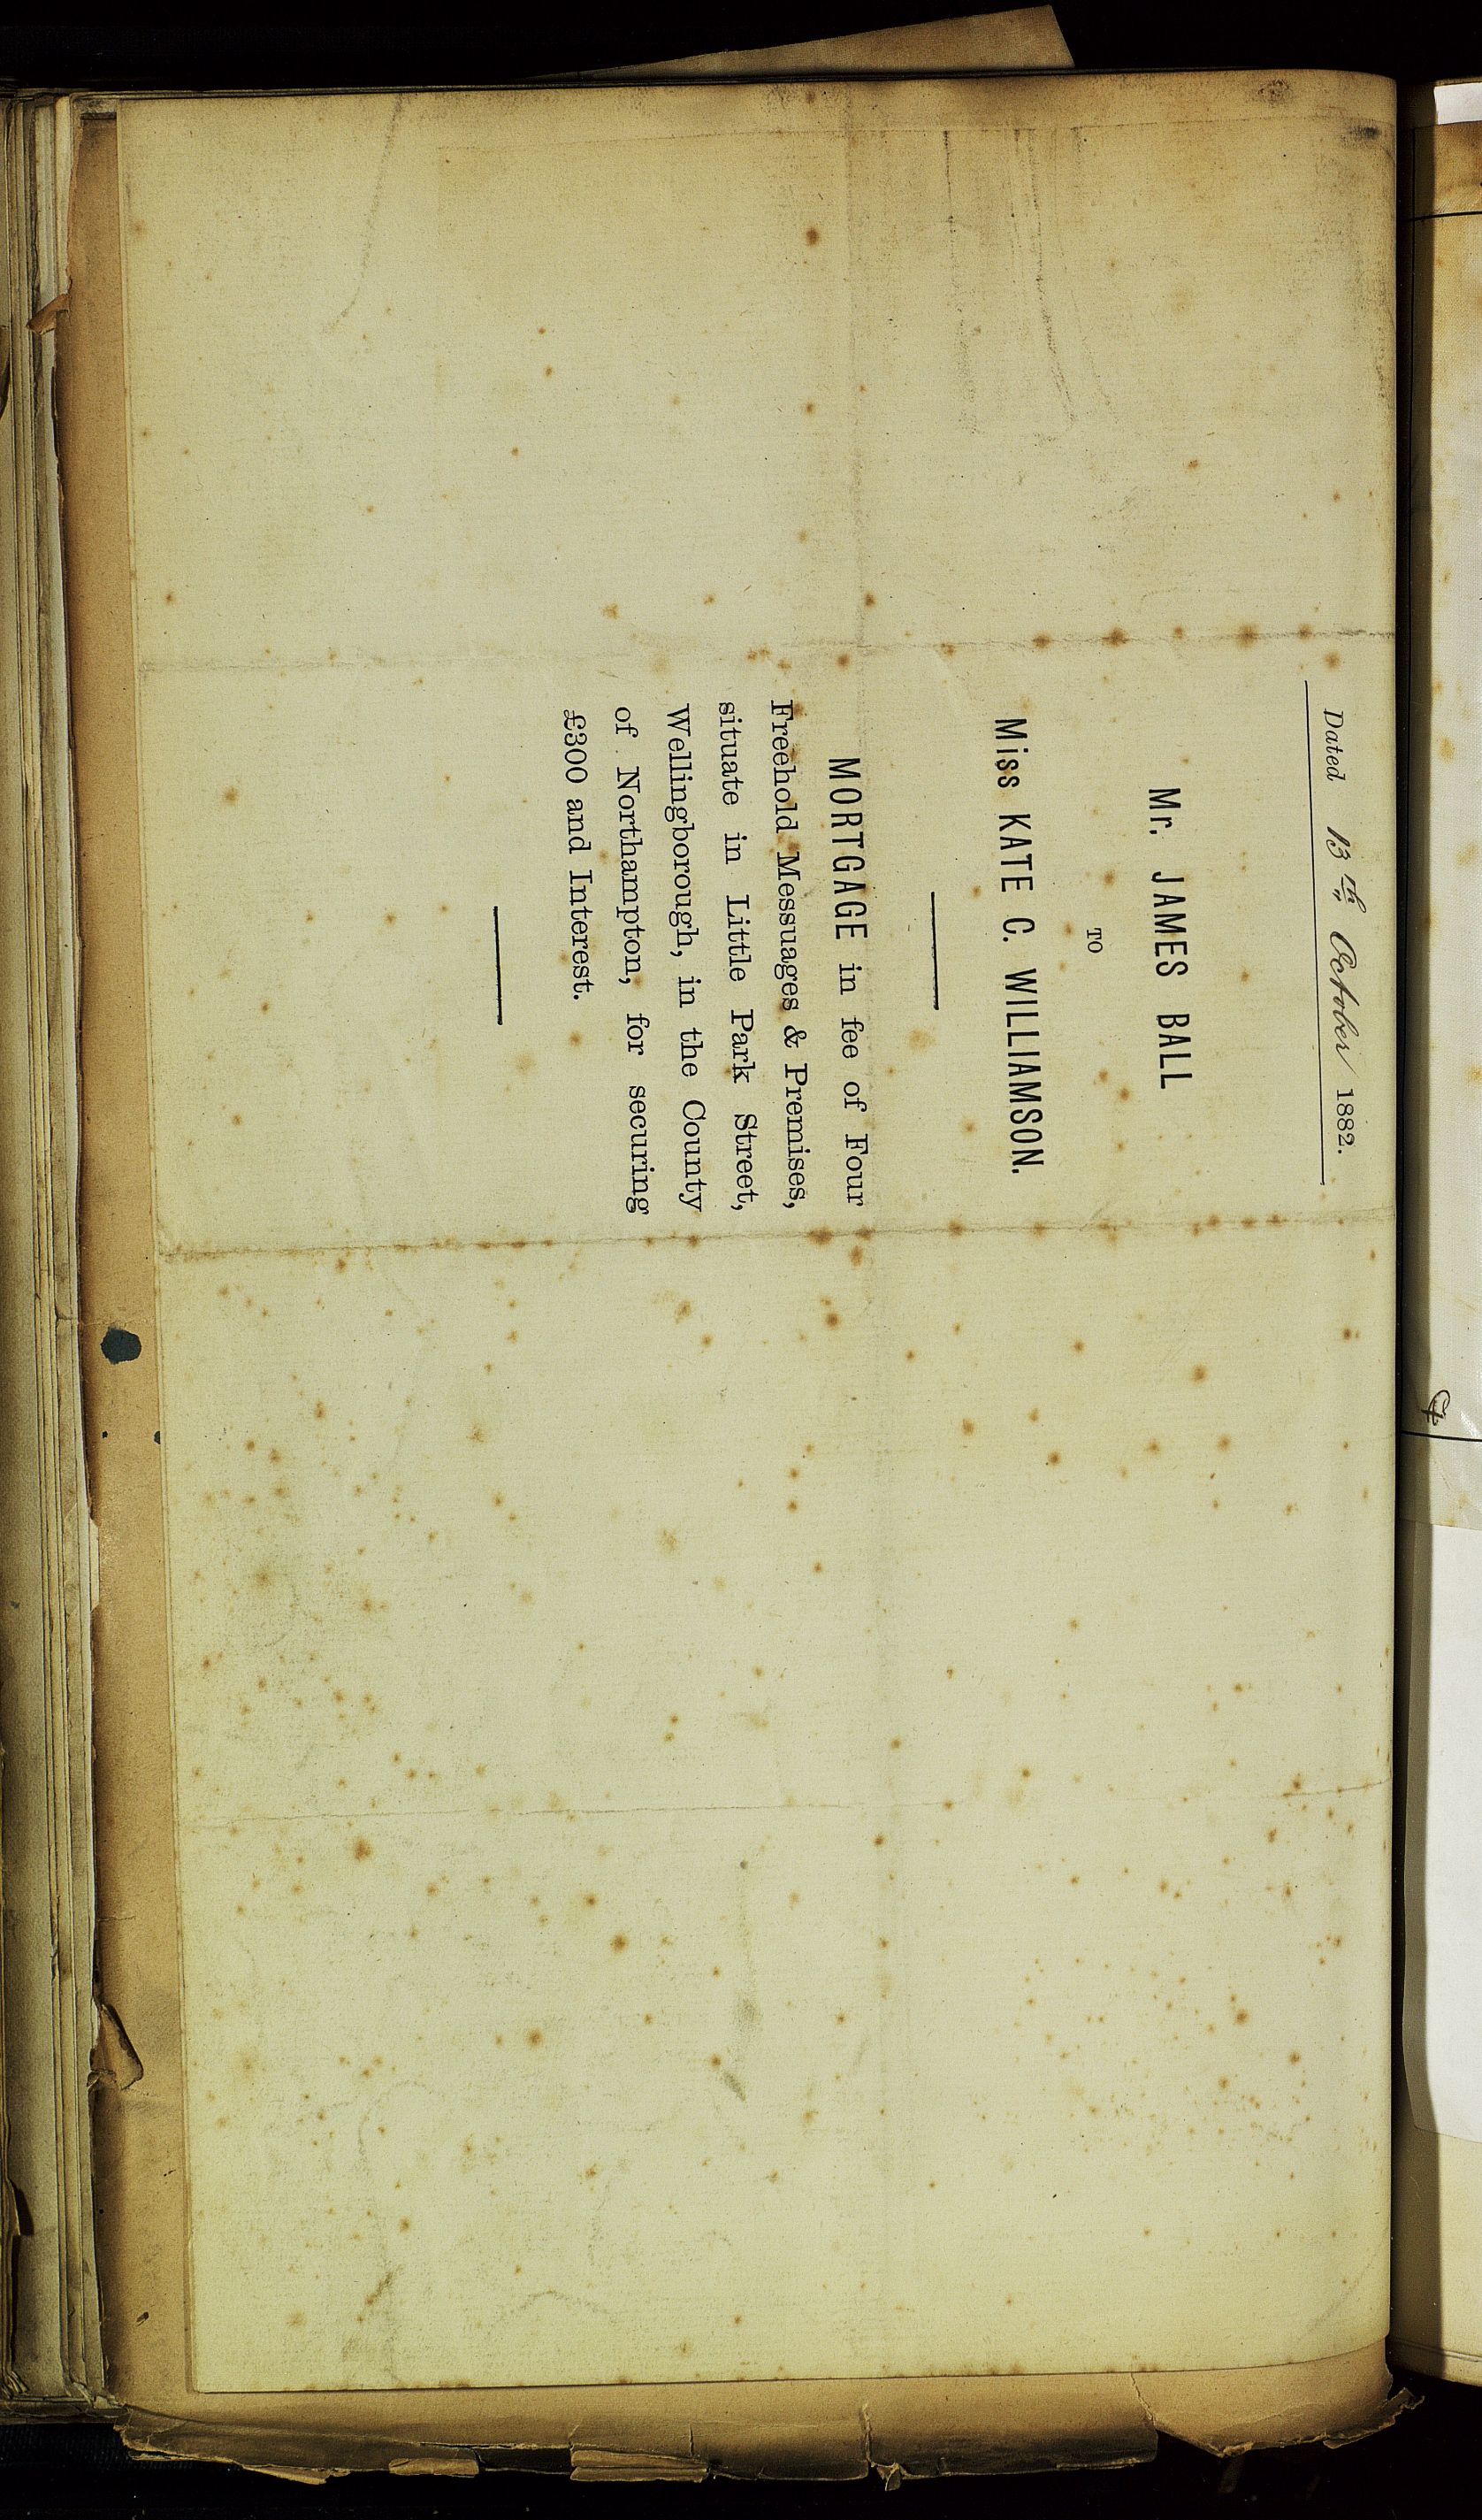 Dated 13th October 1882.
Mr. JAMES BALL
TO
Miss KATE C. WILLIAMSON.
MORTGAGE in fee of Four
Freehold Messuages & Premises,
situate in Little Park Street,
Wellingborough, in the County
of Northampton, for securing
£300 and Interest.